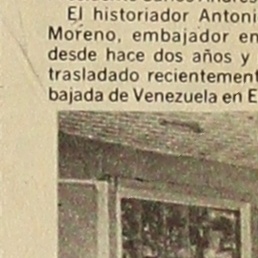 El historiador Antoni
Moreno, embajador en
desde hace dos años y
trasladado recientement
bajada de Venezuela en E